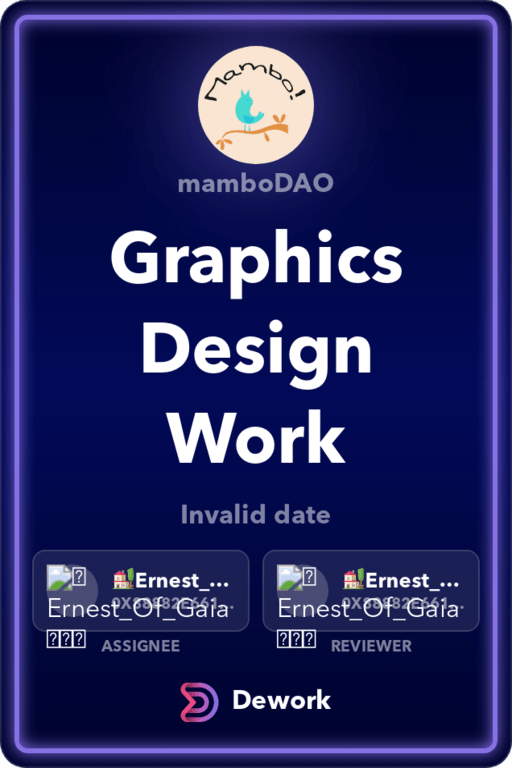 Mambo!
mamboDAO
Graphics
Design
Work
Invalid date
🏡Ernest_...
Ernest_Of_Gaia
ASSIGNEE
🏡Ernest_...
Ernest_Of_Gaia
REVIEWER
Dework